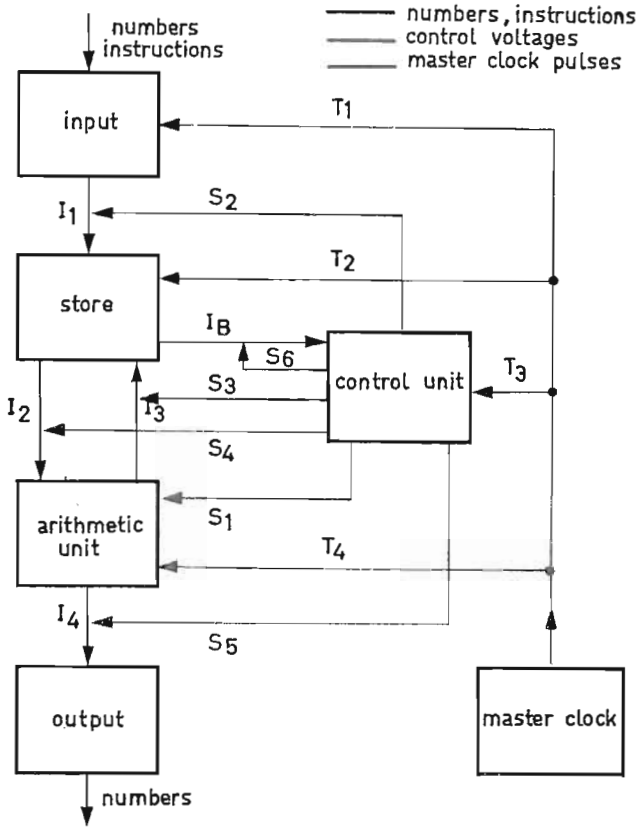 numbers
instructions
numbers, instructions
control voltages
master clock pulses
input
T1
I1
S2
store
T2
IB
S6
control unit
T3
I2
I3
S3
S4
arithmetic
unit
S1
T4
I4
S5
output
master clock
numbers